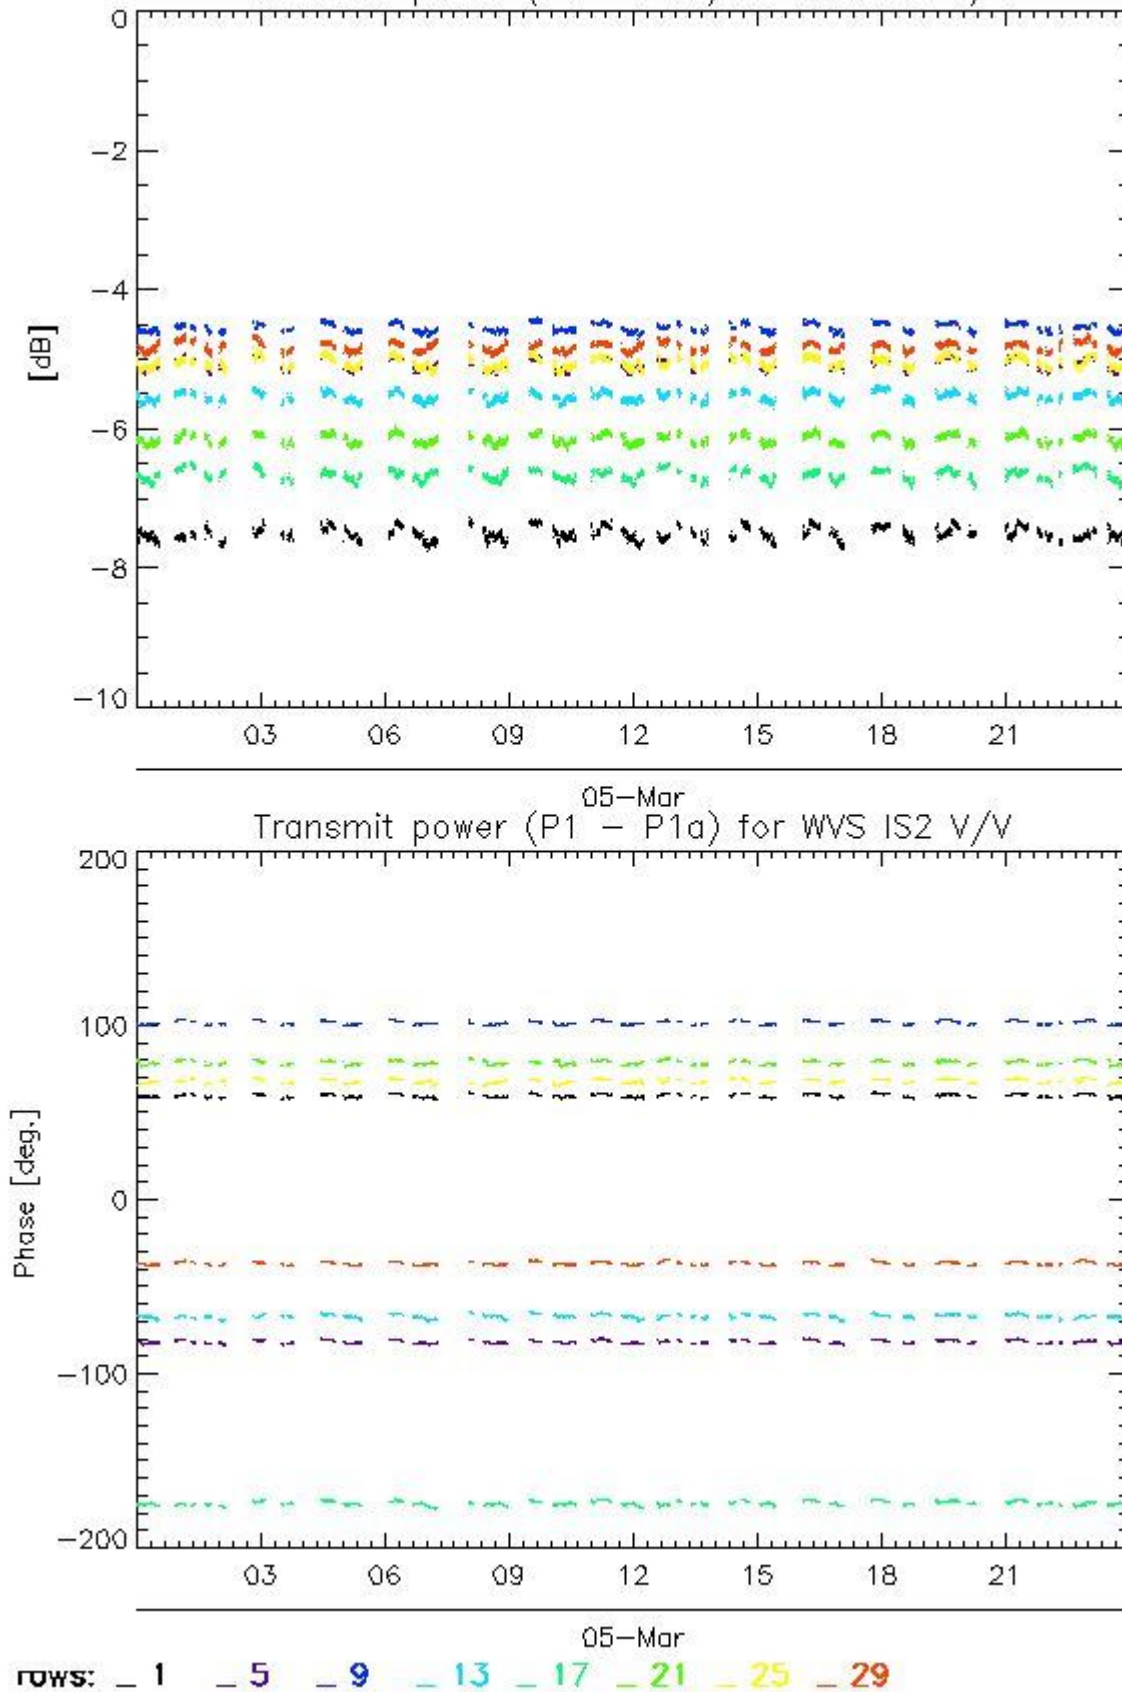 0
-2
-4
[dB]
-6
-8
-10
03 06 09 12 15 18 21
05-Mar
Transmit power (P1 - P1a) for WVS IS2 V/V
200
100
Phase [deg.]
0
-100
-200
03 06 09 12 15 18 21
05-Mar
rows: _ 1 _ 5 _ 9 _ 13 _ 17 _ 21 _ 25 _ 29